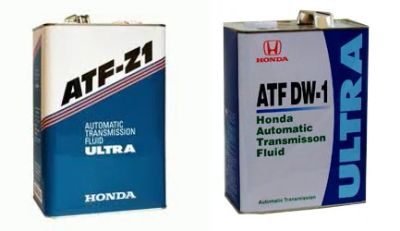 ATF-Z1
AUTOMATIC
TRANSMISSION
FLUID
ULTRA
HONDA
HONDA
ATF DW-1
Honda
Automatic
Transmisson
Fluid
ULTRA
Automatic Transmission